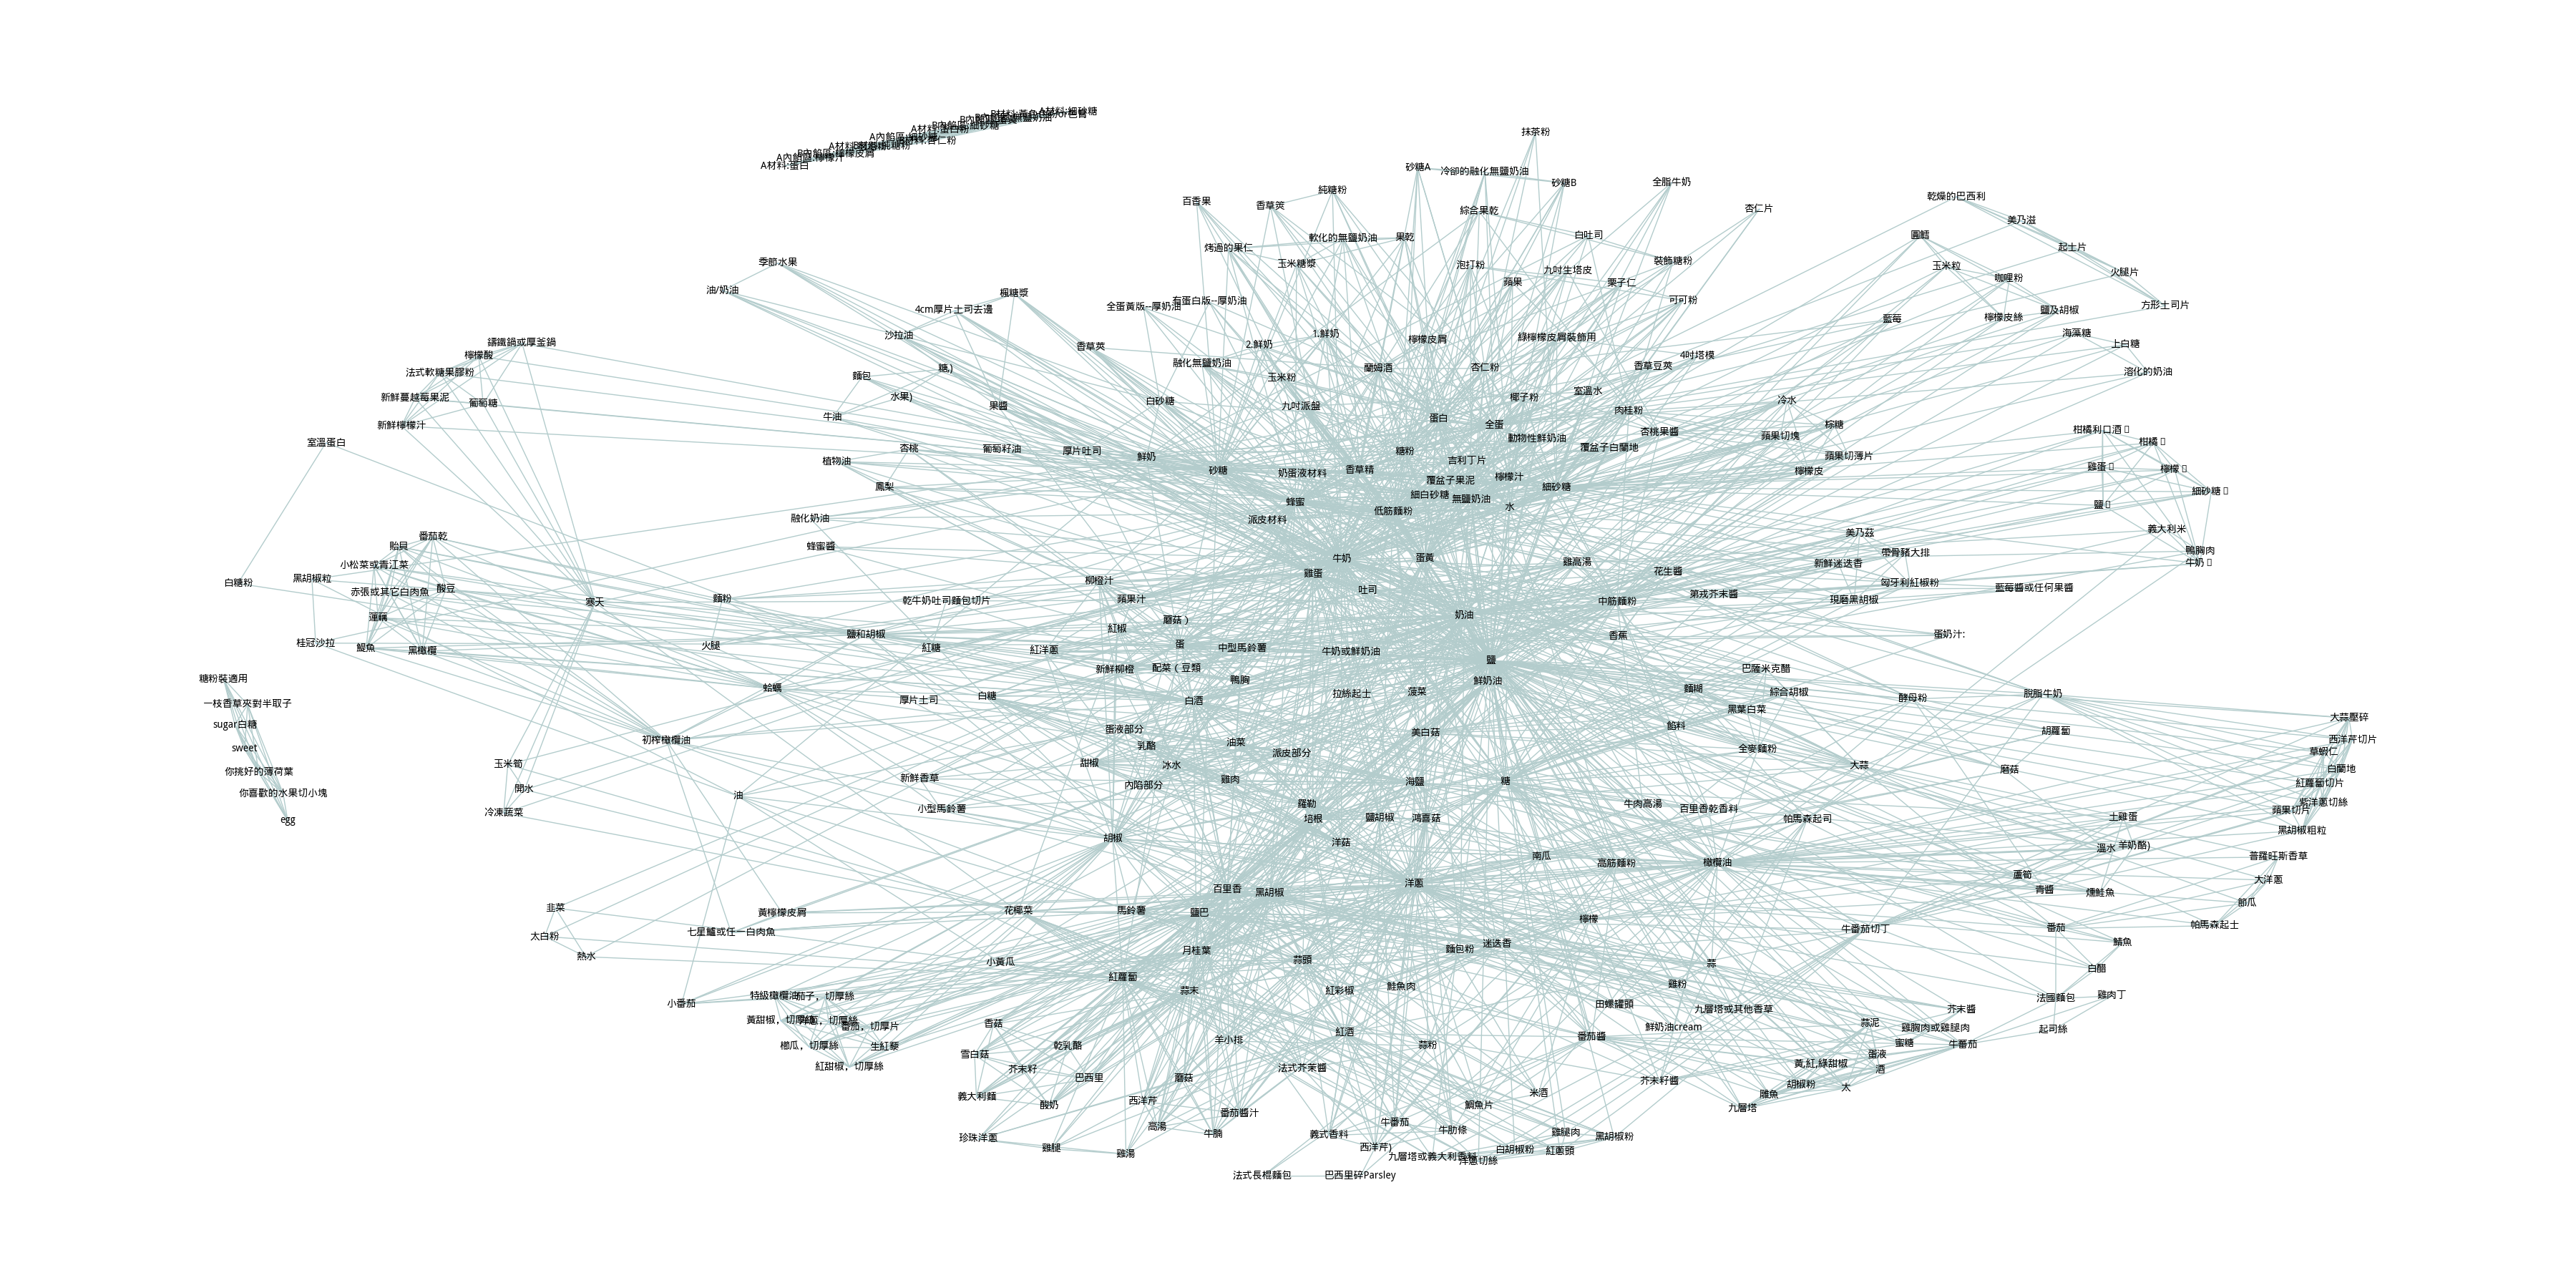 A材料:細砂糖
A材料:蛋白粉
A材料:蛋白
抹茶粉
砂糖A
冷卻的融化無鹽奶油
砂糖B
全脂牛奶
純糖粉
百香果
香草莢
綜合果乾
杏仁片
乾燥的巴西利
美乃滋
白吐司
圓鱈
軟化的無鹽奶油
果乾
烤過的果仁
起士片
季節水果
玉米糖漿
泡打粉
九吋生塔皮
裝飾糖粉
玉米粒
火腿片
咖哩粉
油/奶油
楓糖漿
蘋果
栗子仁
可可粉
方形土司片
4cm厚片土司去邊
全蛋黃版--厚奶油
有蛋白版--厚奶油
鹽及胡椒
藍莓
檸檬皮絲
沙拉油
1.鮮奶
2.鮮奶
檸檬皮屑
綠檸檬皮屑裝飾用
海藻糖
上白糖
鑄鐵鍋或厚釜鍋
檸檬酸
香草莢
4吋塔模
法式軟糖果膠粉
麵包
糖,)
融化無鹽奶油
玉米粉
蘭姆酒
杏仁粉
香草豆莢
溶化的奶油
新鮮蔓越莓果泥
葡萄糖
水果)
果醬
白砂糖
九吋派盤
椰子粉
室溫水
冷水
新鮮檸檬汁
牛油
蛋白
全蛋
肉桂粉
棕糖
室溫蛋白
動物性鮮奶油
杏桃果醬
蘋果切塊
柑橘利口酒
柑橘
杏桃
葡萄籽油
厚片吐司
鮮奶
糖粉
覆盆子白蘭地
蘋果切薄片
植物油
砂糖
奶蛋液材料
香草精
吉利丁片
檸檬汁
檸檬皮
雞蛋
檸檬
鳳梨
蜂蜜
覆盆子果泥
細白砂糖
無鹽奶油
細砂糖
細砂糖
鹽
融化奶油
派皮材料
低筋麵粉
水
義大利米
番茄乾
貽貝
蜂蜜醬
牛奶
蛋黃
雞高湯
美乃茲
帶骨豬大排
鴨胸肉
牛奶
小松菜或青江菜
新鮮迷迭香
白糖粉
黑胡椒粒
酸豆
赤張或其它白肉魚
柳橙汁
雞蛋
吐司
花生醬
匈牙利紅椒粉
藍莓醬或任何果醬
寒天
麵粉
乾牛奶吐司麵包切片
蘋果汁
中筋麵粉
第戎芥末醬
現磨黑胡椒
奶油
蘑菇 )
鹽和胡椒
紅椒
香蕉
蛋奶汁:
桂冠沙拉
鯷魚
黑橄欖
火腿
紅糖
紅洋蔥
蛋
中型馬鈴薯
牛奶或鮮奶油
鹽
糖粉裝適用
新鮮柳橙
配菜 ( 豆類
鴨胸
鮮奶油
巴薩米克醋
蛤蠣
白糖
厚片土司
白酒
拉絲起士
菠菜
麵糊
綜合胡椒
酵母粉
脫脂牛奶
一枝香草夾對半取子
sugar白糖
黑葉白菜
大蒜壓碎
初榨橄欖油
蛋液部分
乳酪
油菜
派皮部分
美白菇
餡料
全麥麵粉
胡蘿蔔
西洋芹切片
草蝦仁
sweet
玉米筍
甜椒
冰水
大蒜
磨菇
白蘭地
你挑好的薄荷葉
新鮮香草
內陷部分
雞肉
海鹽
糖
紅蘿蔔切片
開水
你喜歡的水果切小塊
油
小型馬鈴薯
羅勒
牛肉高湯
百里香乾香料
紫洋蔥切絲
蘋果切片
冷凍蔬菜
egg
培根
鹽胡椒
鴻喜菇
帕馬森起司
土雞蛋
黑胡椒粗粒
胡椒
洋菇
溫水
羊奶酪)
南瓜
高筋麵粉
橄欖油
普羅旺斯香草
百里香
黑胡椒
洋蔥
蘆筍
青醬
燻鮭魚
大洋蔥
節瓜
韭菜
黃檸檬皮屑
花椰菜
馬鈴薯
鹽巴
檸檬
太白粉
七星鱸或任一白肉魚
牛番茄切丁
番茄
帕馬森起士
熱水
小黃瓜
月桂葉
蒜頭
麵包粉
迷迭香
蒜
鯖魚
白醋
紅蘿蔔
小番茄
特級橄欖油
茄子，切厚絲
蒜末
紅彩椒
鮭魚肉
雞粉
田螺罐頭
九層塔或其他香草
芥末醬
法國麵包
雞肉丁
番茄，切厚片
香菇
紅酒
鮮奶油cream
蒜泥
雞胸肉或雞腿肉
起司絲
櫛瓜，切厚絲
生紅藜
雪白菇
乾乳酪
羊小排
蒜粉
番茄醬
蜜糖
牛蕃茄
紅甜椒，切厚絲
芥末籽
巴西里
蘑菇
法式芥茉醬
芥末籽醬
黃,紅,綠甜椒
蛋液
酒
義大利麵
酸奶
西洋芹
番茄醬汁
鯛魚片
米酒
九層塔
雕魚
胡椒粉
太
珍珠洋蔥
雞腿
高湯
雞湯
牛腩
義式香料
牛番茄
西洋芹)
牛肋條
九層塔或義大利香料
洋蔥切絲
白胡椒粉
雞腿肉
紅蔥頭
黑胡椒粉
法式長棍麵包
巴西里碎Parsley